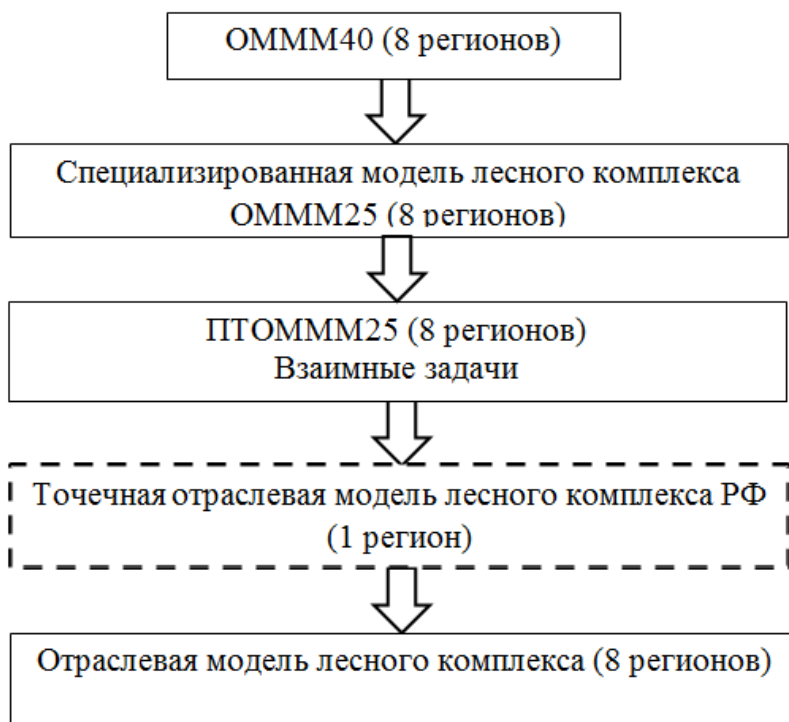 ОМММ40 (8 регионов)
Специализированная модель лесного комплекса
ОМММ25 (8 регионов)
ПТОМММ25 (8 регионов)
Взаимные задачи
Точечная отраслевая модель лесного комплекса РФ
(1 регион)
Отраслевая модель лесного комплекса (8 регионов)